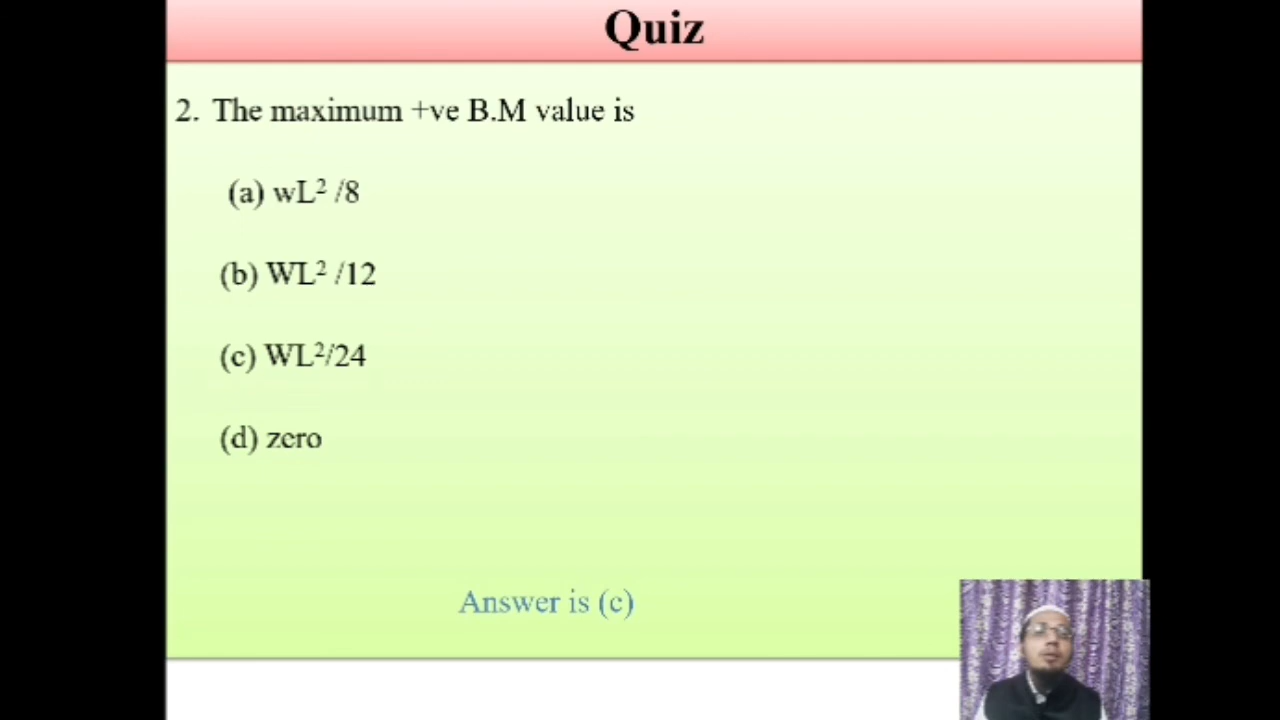 Quiz
2. The maximum +ve B.M value is
(a) wL² /8
(b) WL² /12
(c) WL²/24
(d) zero
Answer is (c)